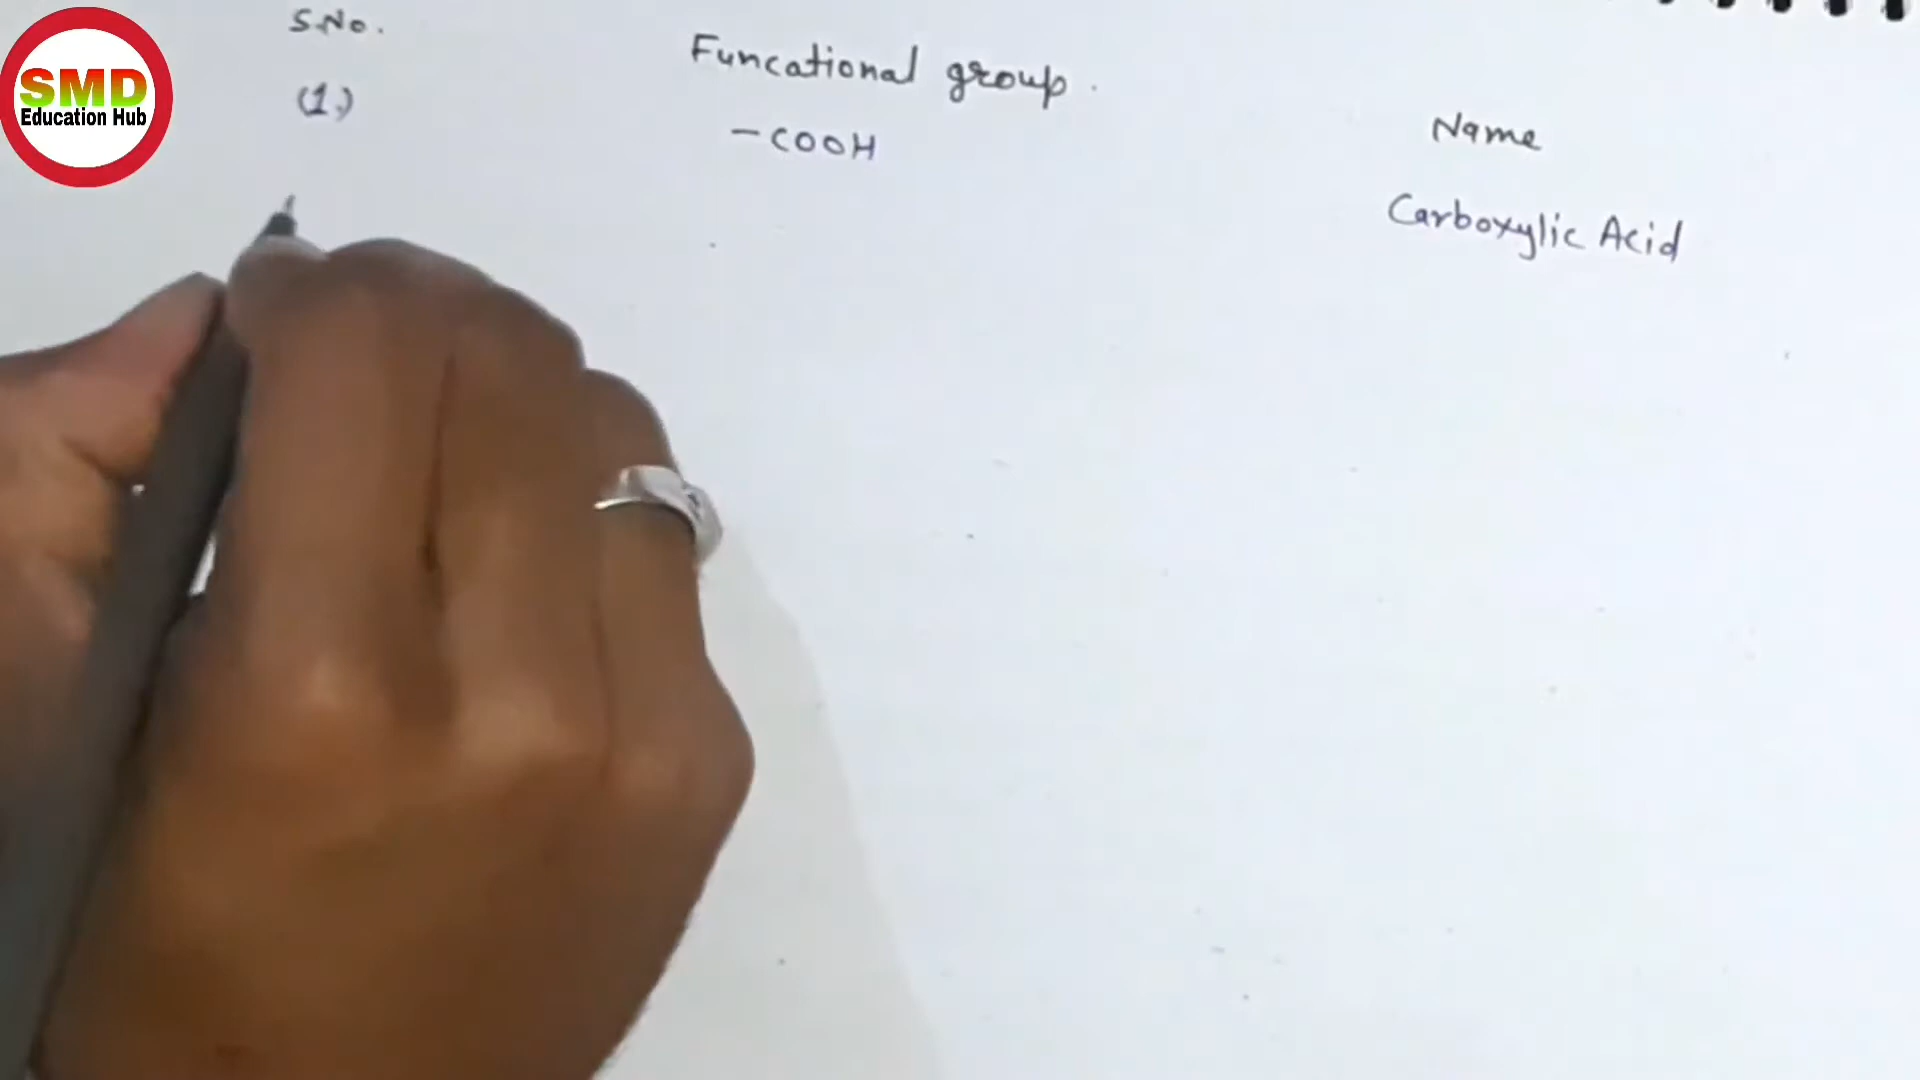 SMD
Education Hub
S.No.
Funcational group.
Name
(1.)
-COOH
Carboxylic Acid